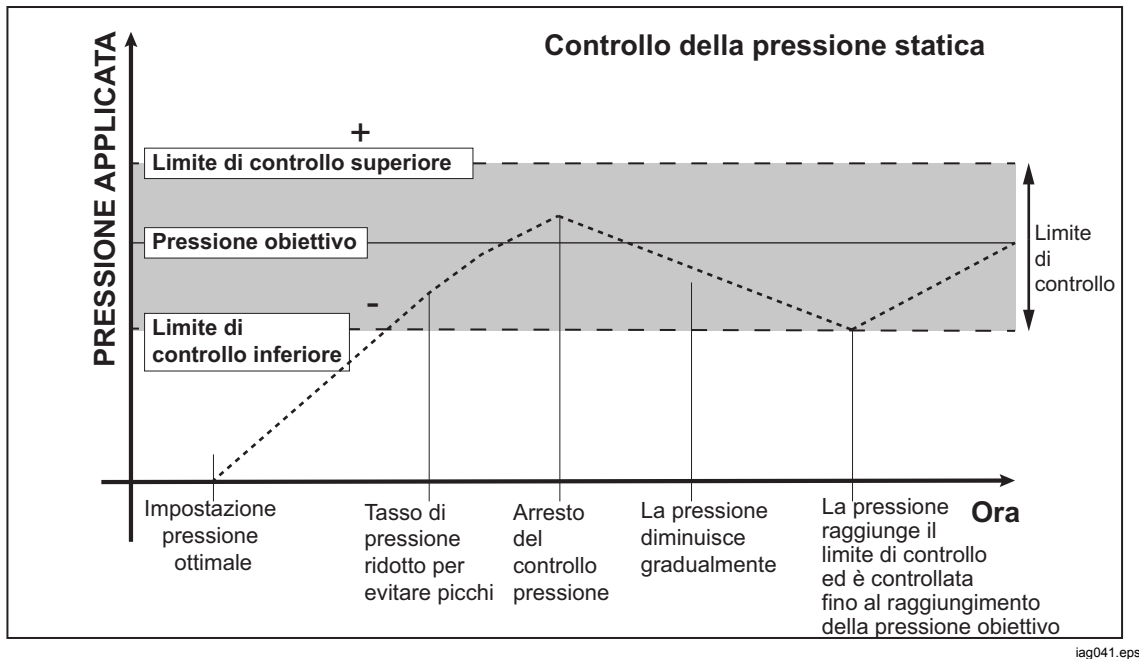 Controllo della pressione statica
PRESSIONE APPLICATA
+
Limite di controllo superiore
Pressione obiettivo
-
Limite di
controllo inferiore
Limite
di
controllo
Impostazione
pressione
ottimale
Tasso di
pressione
ridotto per
evitare picchi
Arresto
del
controllo
pressione
La pressione
diminuisce
gradualmente
La pressione
raggiunge il
limite di controllo
ed è controllata
fino al raggiungimento
della pressione obiettivo
Ora
iag041.eps